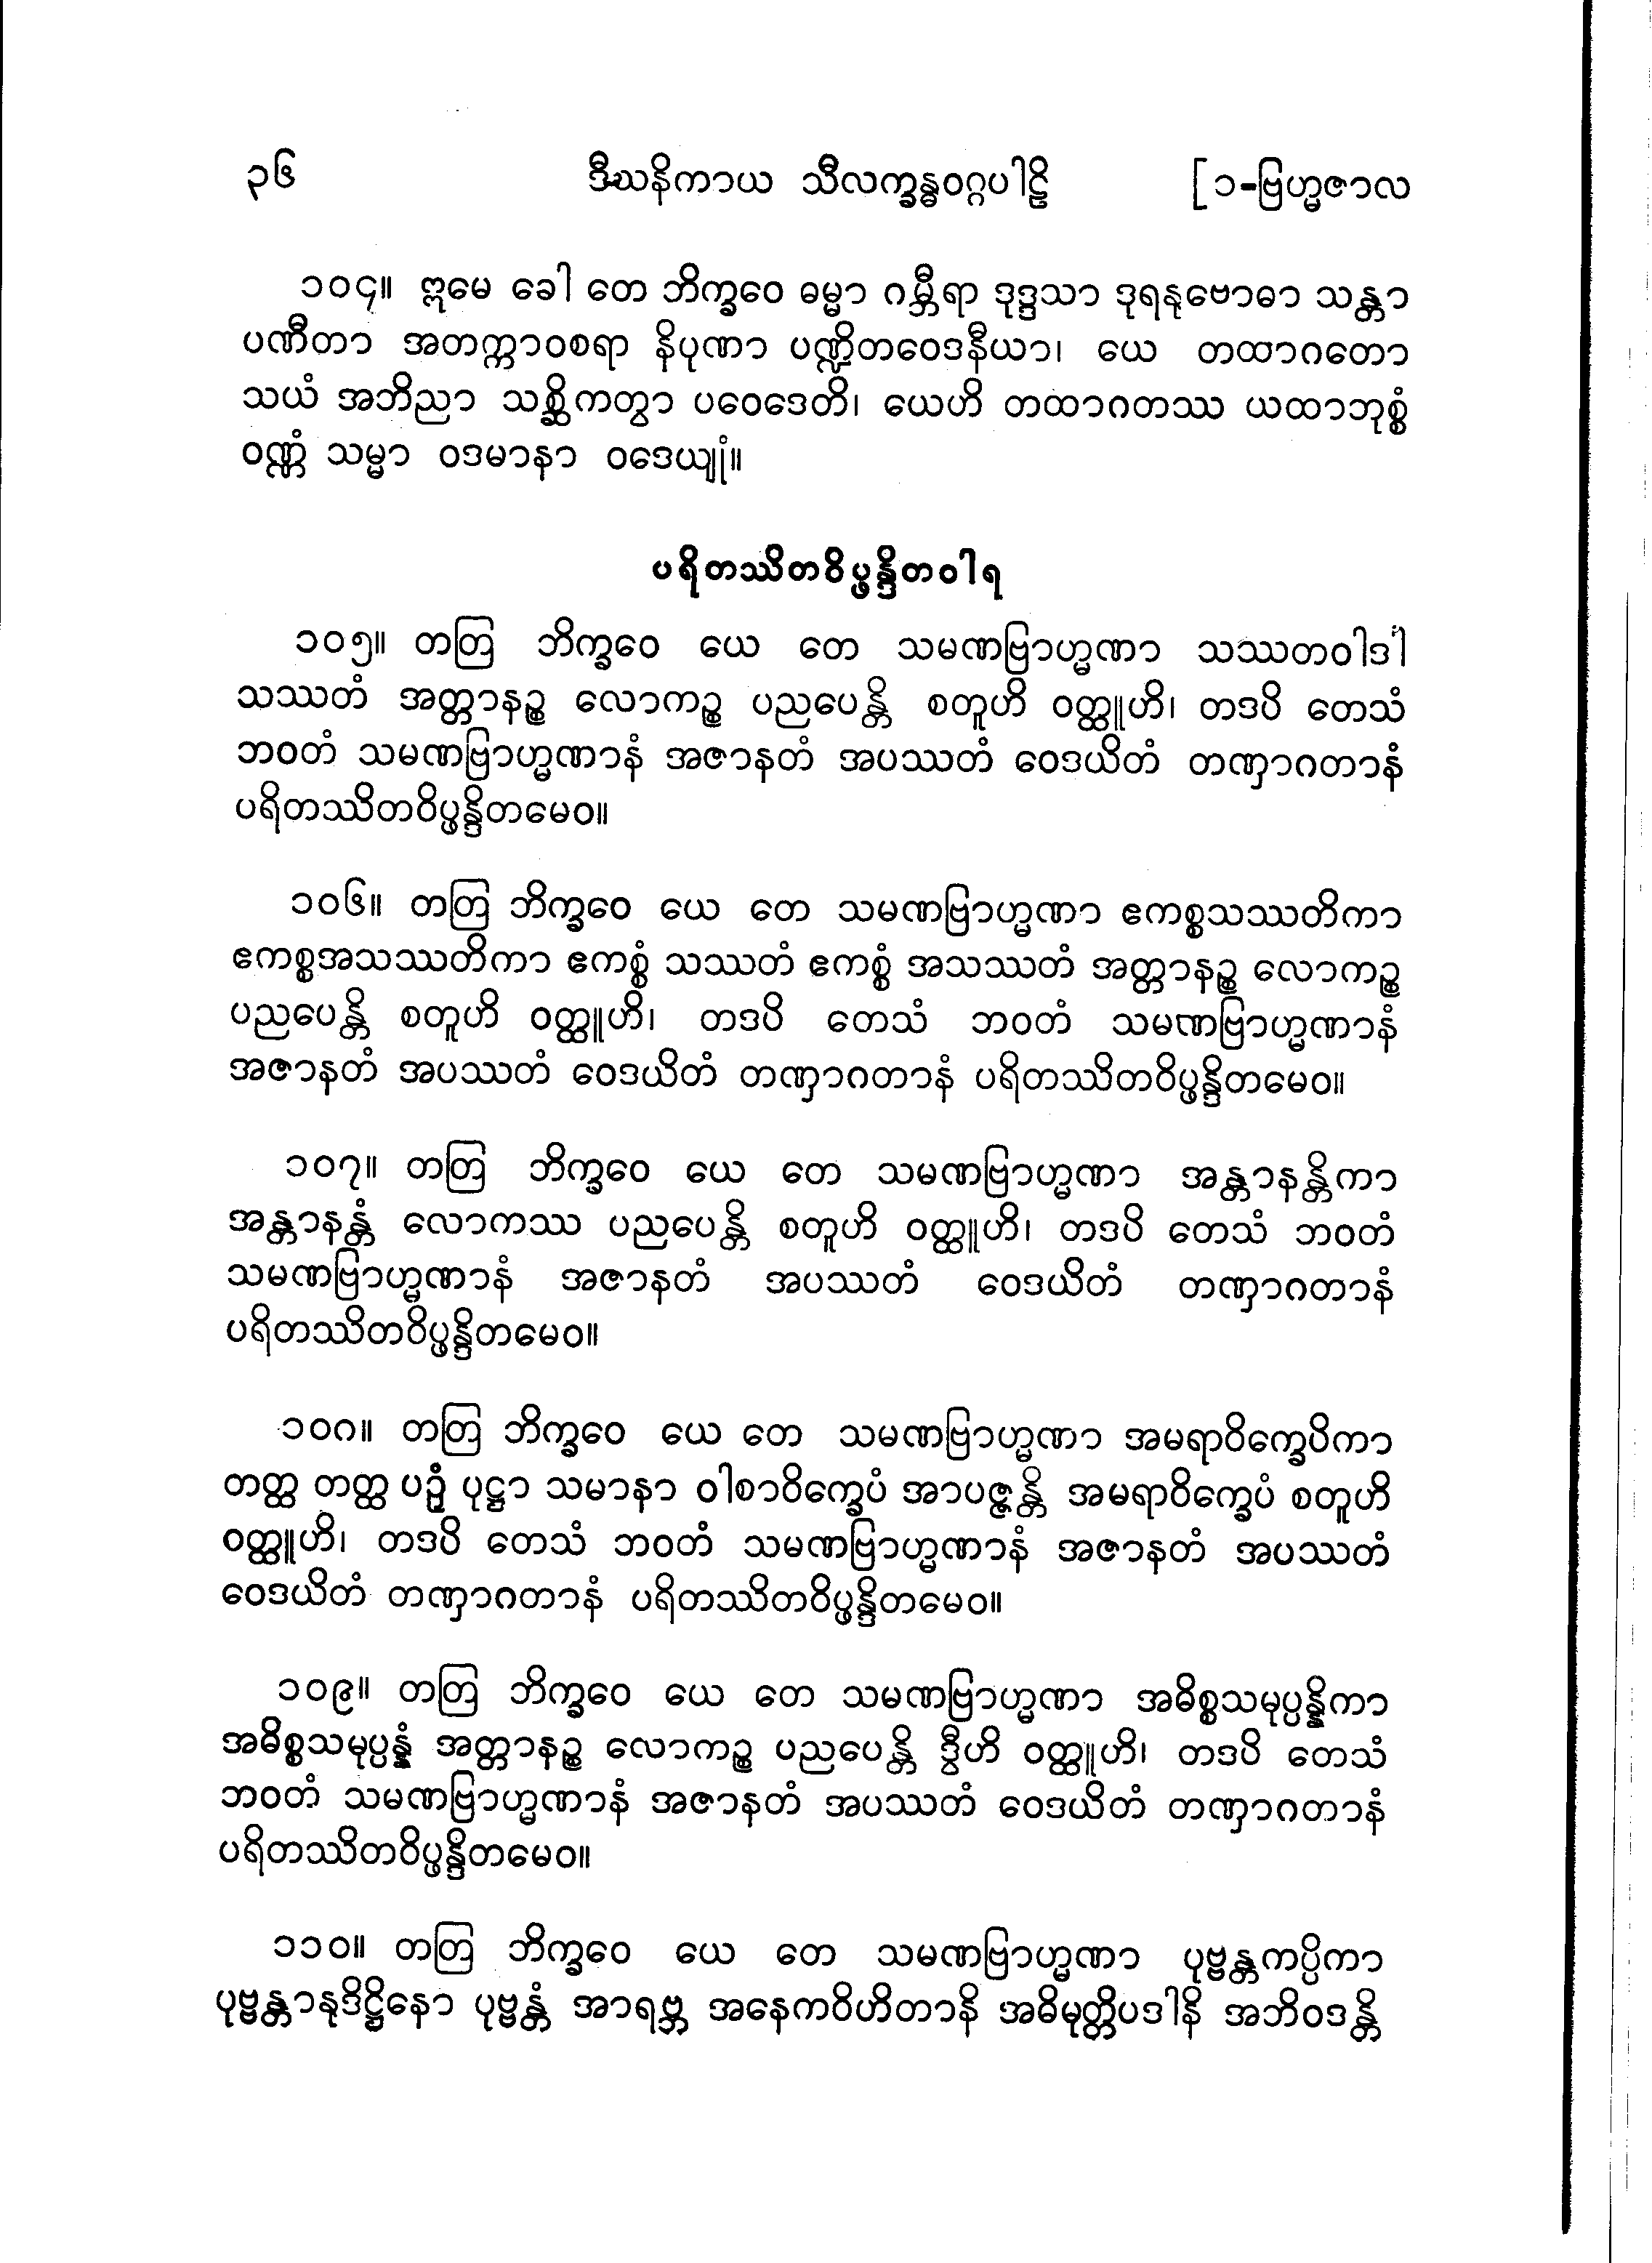 ၃၆ ဒီဃနိကာယ သီလက္ခန္ဓဝဂ္ဂပါဠိ [ ၁-ဗြဟ္မဇာလ
၁၀၄။ ဣမေ ခေါ တေ ဘိက္ခဝေ ဓမ္မာ ဂမ္ဘီရာ ဒုဒ္ဒသာ ဒုရနုဗောဓာ သန္တာ
ပဏီတာ အတက္ကာဝစရာ နိပုဏာ ပဏ္ဍိတဝေဒနီယာ၊ ယေ တထာဂတော
သယံ အဘိညာ သစ္ဆိကတွာ ပဝေဒေတိ၊ ယေဟိ တထာဂတဿ ယထာဘုစ္စံ
ဝဏ္ဏံ သမ္မာ ဝဒမာနာ ဝဒေယျုံ။
ပရိတဿိတဝိပ္ဖန္ဒိတဝါရ
၁၀၅။ တတြ ဘိက္ခဝေ ယေ တေ သမဏဗြာဟ္မဏာ သဿတဝါဒါ
သဿတံ အတ္တာနဉ္စ လောကဉ္စ ပညပေန္တိ စတူဟိ ဝတ္ထူဟိ၊ တဒပိ တေသံ
ဘဝတံ သမဏဗြာဟ္မဏာနံ အဇာနတံ အပဿတံ ဝေဒယိတံ တဏှာဂတာနံ
ပရိတဿိတဝိပ္ဖန္ဒိတမေဝ။
၁၀၆။ တတြ ဘိက္ခဝေ ယေ တေ သမဏဗြာဟ္မဏာ ဧကစ္စသဿတိကာ
ဧကစ္စအသဿတိကာ ဧကစ္စံ သဿတံ ဧကစ္စံ အသဿတံ အတ္တာနဉ္စ လောကဉ္စ
ပညပေန္တိ စတူဟိ ဝတ္ထူဟိ၊ တဒပိ တေသံ ဘဝတံ သမဏဗြာဟ္မဏာနံ
အဇာနတံ အပဿတံ ဝေဒယိတံ တဏှာဂတာနံ ပရိတဿိတဝိပ္ဖန္ဒိတမေဝ။
၁၀၇။ တတြ ဘိက္ခဝေ ယေ တေ သမဏဗြာဟ္မဏာ အန္တာနန္တိကာ
အန္တာနန္တံ လောကဿ ပညပေန္တိ စတူဟိ ဝတ္ထူဟိ၊ တဒပိ တေသံ ဘဝတံ
သမဏဗြာဟ္မဏာနံ အဇာနတံ အပဿတံ ဝေဒယိတံ တဏှာဂတာနံ
ပရိတဿိတဝိပ္ဖန္ဒိတမေဝ။
၁၀၈။ တတြ ဘိက္ခဝေ ယေ တေ သမဏဗြာဟ္မဏာ အမရာဝိက္ခေပိကာ
တတ္ထ တတ္ထ ပဉှံ ပုဋ္ဌာ သမာနာ ဝါစာဝိက္ခေပံ အာပဇ္ဇန္တိ အမရာဝိက္ခေပံ စတူဟိ
ဝတ္ထူဟိ၊ တဒပိ တေသံ ဘဝတံ သမဏဗြာဟ္မဏာနံ အဇာနတံ အပဿတံ
ဝေဒယိတံ တဏှာဂတာနံ ပရိတဿိတဝိပ္ဖန္ဒိတမေဝ။
၁၀၉။ တတြ ဘိက္ခဝေ ယေ တေ သမဏဗြာဟ္မဏာ အဓိစ္စသမုပ္ပန္နိကာ
အဓိစ္စသမုပ္ပန္နံ အတ္တာနဉ္စ လောကဉ္စ ပညပေန္တိ ဒွီဟိ ဝတ္ထူဟိ၊ တဒပိ တေသံ
ဘဝတံ သမဏဗြာဟ္မဏာနံ အဇာနတံ အပဿတံ ဝေဒယိတံ တဏှာဂတာနံ
ပရိတဿိတဝိပ္ဖန္ဒိတမေဝ။
၁၁၀။ တတြ ဘိက္ခဝေ ယေ တေ သမဏဗြာဟ္မဏာ ပုဗ္ဗန္တကပ္ပိကာ
ပုဗ္ဗန္တာနုဒိဋ္ဌိနော ပုဗ္ဗန္တံ အာရဗ္ဘ အနေကဝိဟိတာနိ အဓိမုတ္တိပဒါနိ အဘိဝဒန္တိ